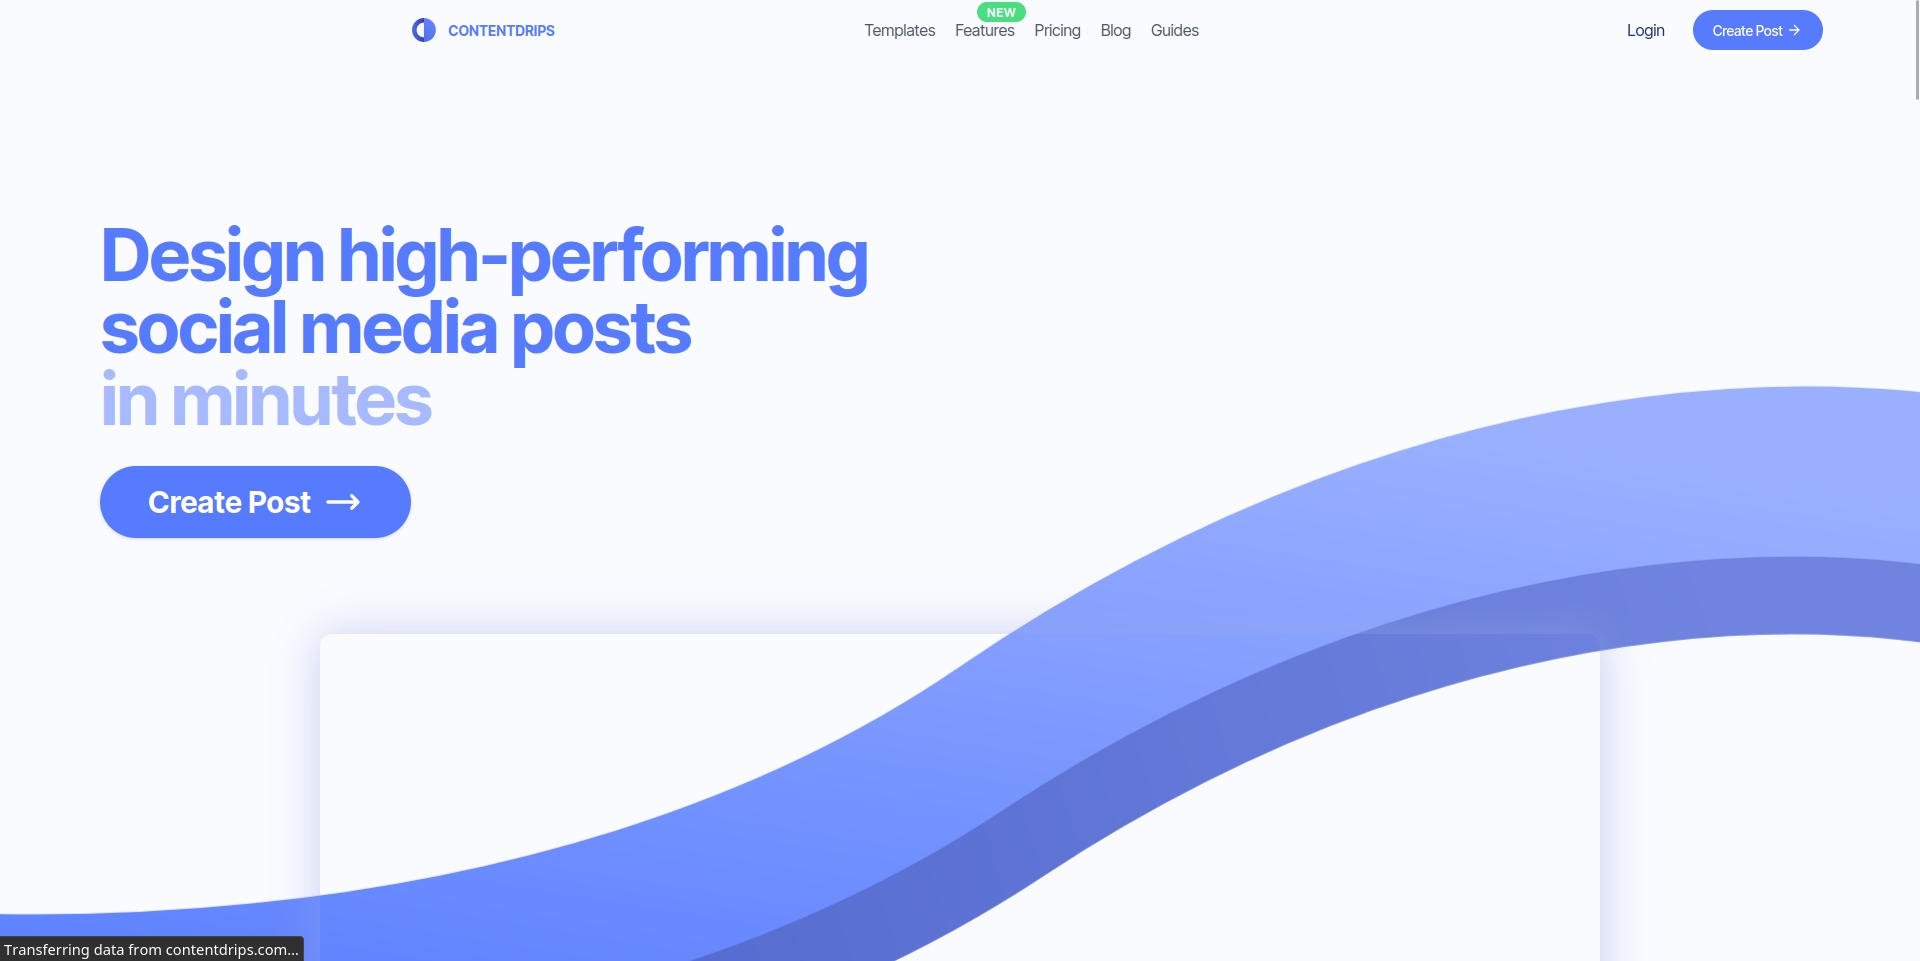 CONTENTDRIPS
Templates
Features
NEW
Pricing
Blog
Guides
Login
Create Post
Design high-performing
social media posts
in minutes
Create Post
Transferring data from contentdrips.com...